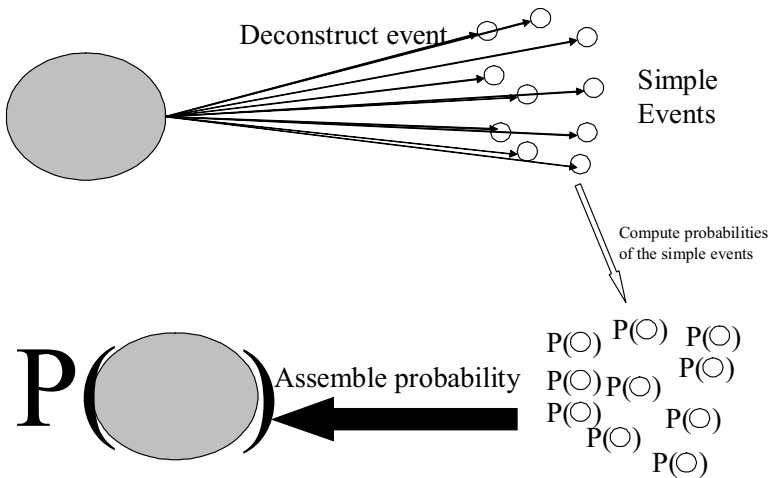 Deconstruct event
Simple
Events
Compute probabilities
of the simple events
P( )
P( )
P( )
P( )
P( )
P( )
P( )
P( )
P( )
P( )
Assemble probability
P( )